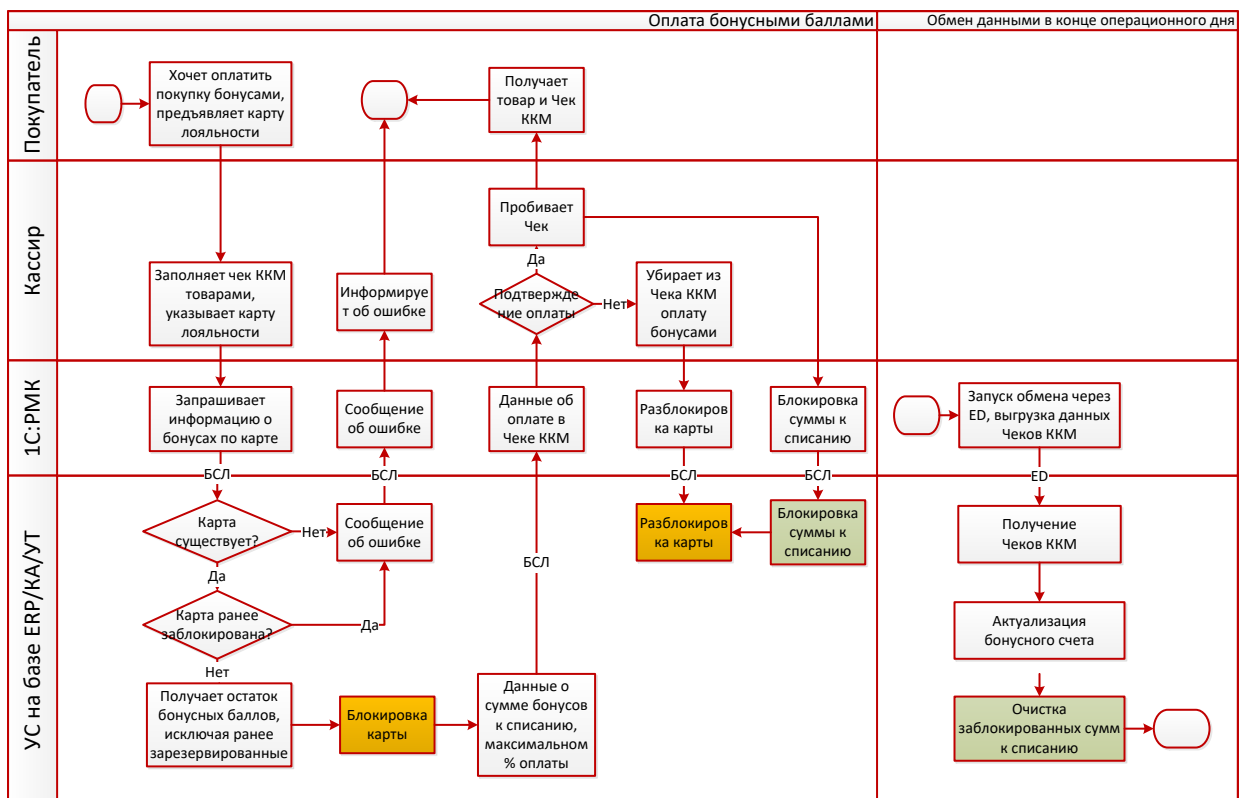 Оплата бонусными баллами
Обмен данными в конце операционного дня
Покупатель
Хочет оплатить
покупку бонусами,
предъявляет карту
лояльности
Получает
товар и Чек
ККМ
Кассир
Пробивает
Чек
Да
Заполняет чек ККМ
товарами,
указывает карту
лояльности
Информируе
т об ошибке
Подтвержде
ние оплаты
Нет
Убирает из
Чека ККМ
оплату
бонусами
1С:РМК
Запрашивает
информацию о
бонусах по карте
Сообщение
об ошибке
Данные об
оплате в
Чеке ККМ
Разблокиров
ка карты
Блокировка
суммы к
списанию
Запуск обмена через
ED, выгрузка данных
Чеков ККМ
БСЛ
БСЛ
БСЛ
БСЛ
ED
УС на базе ERP/КА/УТ
Карта
существует?
Нет
Сообщение
об ошибке
Разблокиров
ка карты
Блокировка
суммы к
списанию
Получение
Чеков ККМ
Да
БСЛ
Карта ранее
заблокирована?
Да
Актуализация
бонусного счета
Нет
Получает остаток
бонусных баллов,
исключая ранее
зарезервированные
Блокировка
карты
Данные о
сумме бонусов
к списанию,
максимальном
% оплаты
Очистка
заблокированных сумм
к списанию